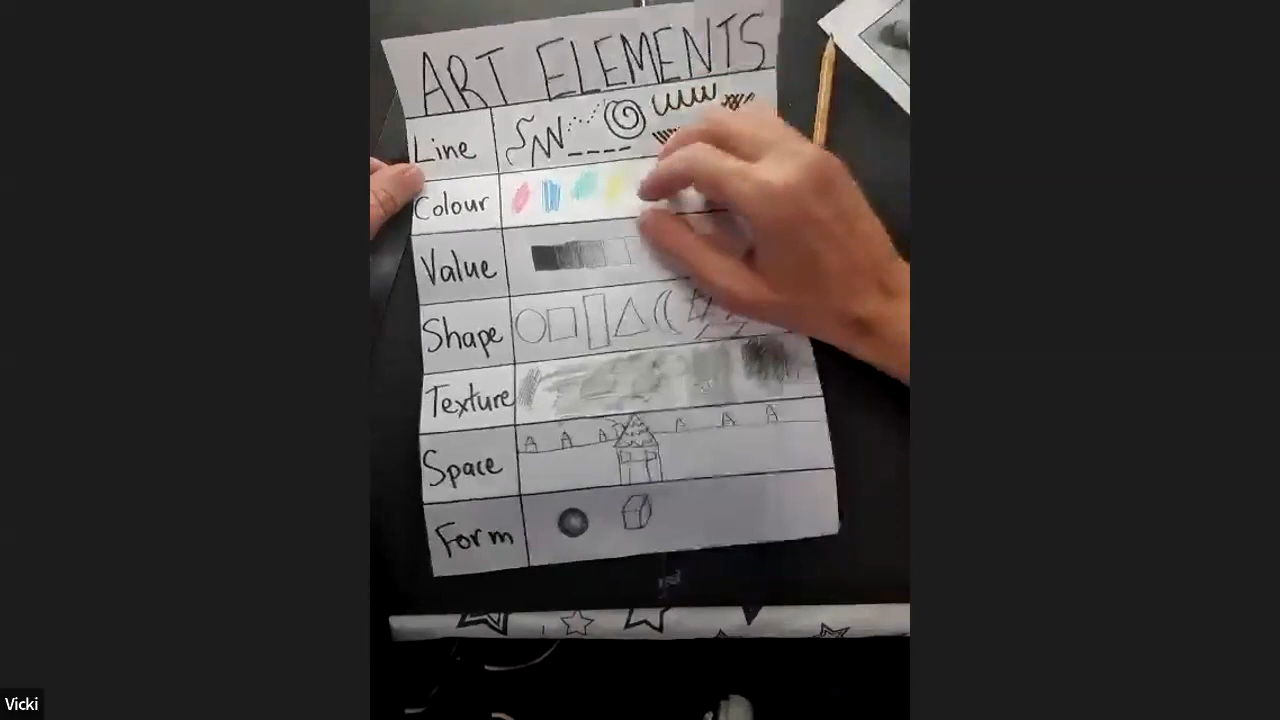 ART ELEMENTS
Line
Colour
Value
Shape
Texture
Space
Form
Vicki